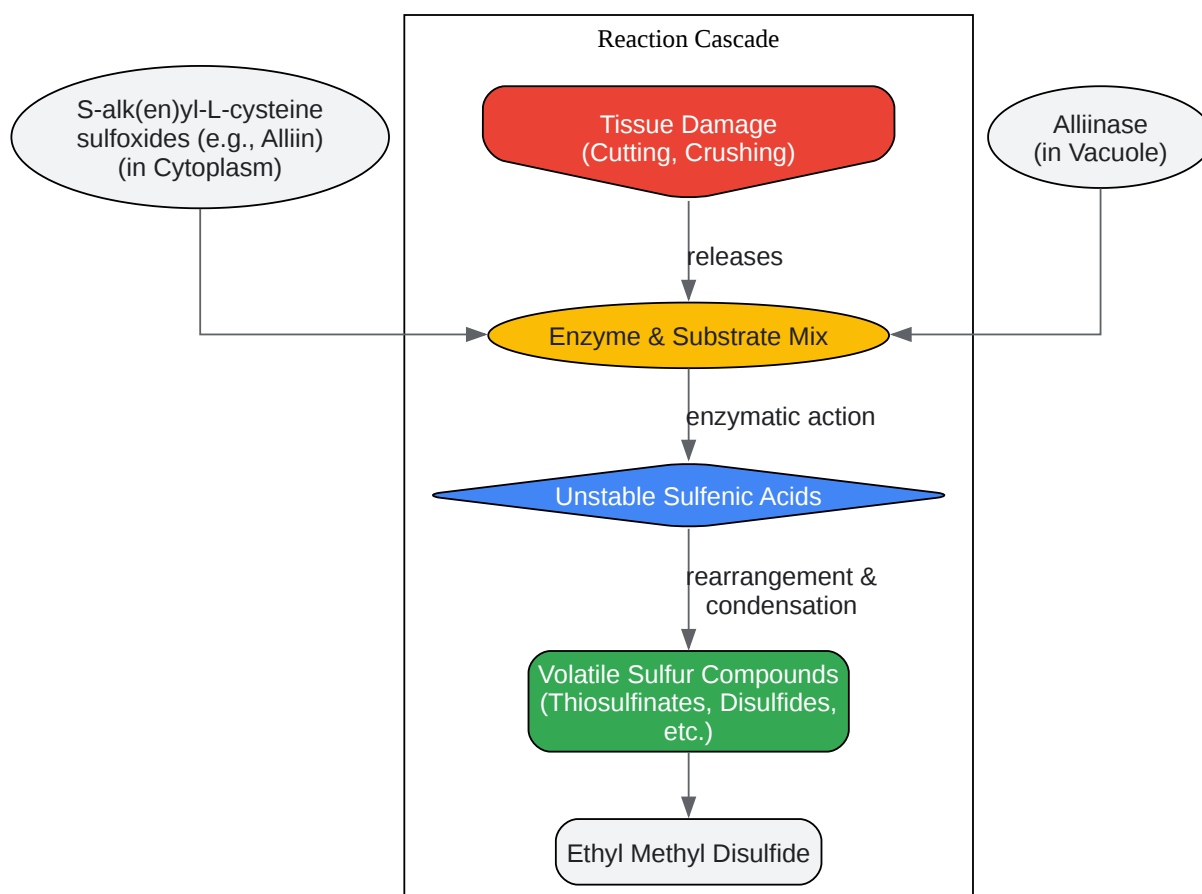 Reaction Cascade
S-alk(en)yl-L-cysteine
sulfoxides (e.g., Alliin)
(in Cytoplasm)
Tissue Damage
(Cutting, Crushing)
Alliinase
(in Vacuole)
releases
Enzyme & Substrate Mix
enzymatic action
Unstable Sulfenic Acids
rearrangement &
condensation
Volatile Sulfur Compounds
(Thiosulfinates, Disulfides,
etc.)
Ethyl Methyl Disulfide